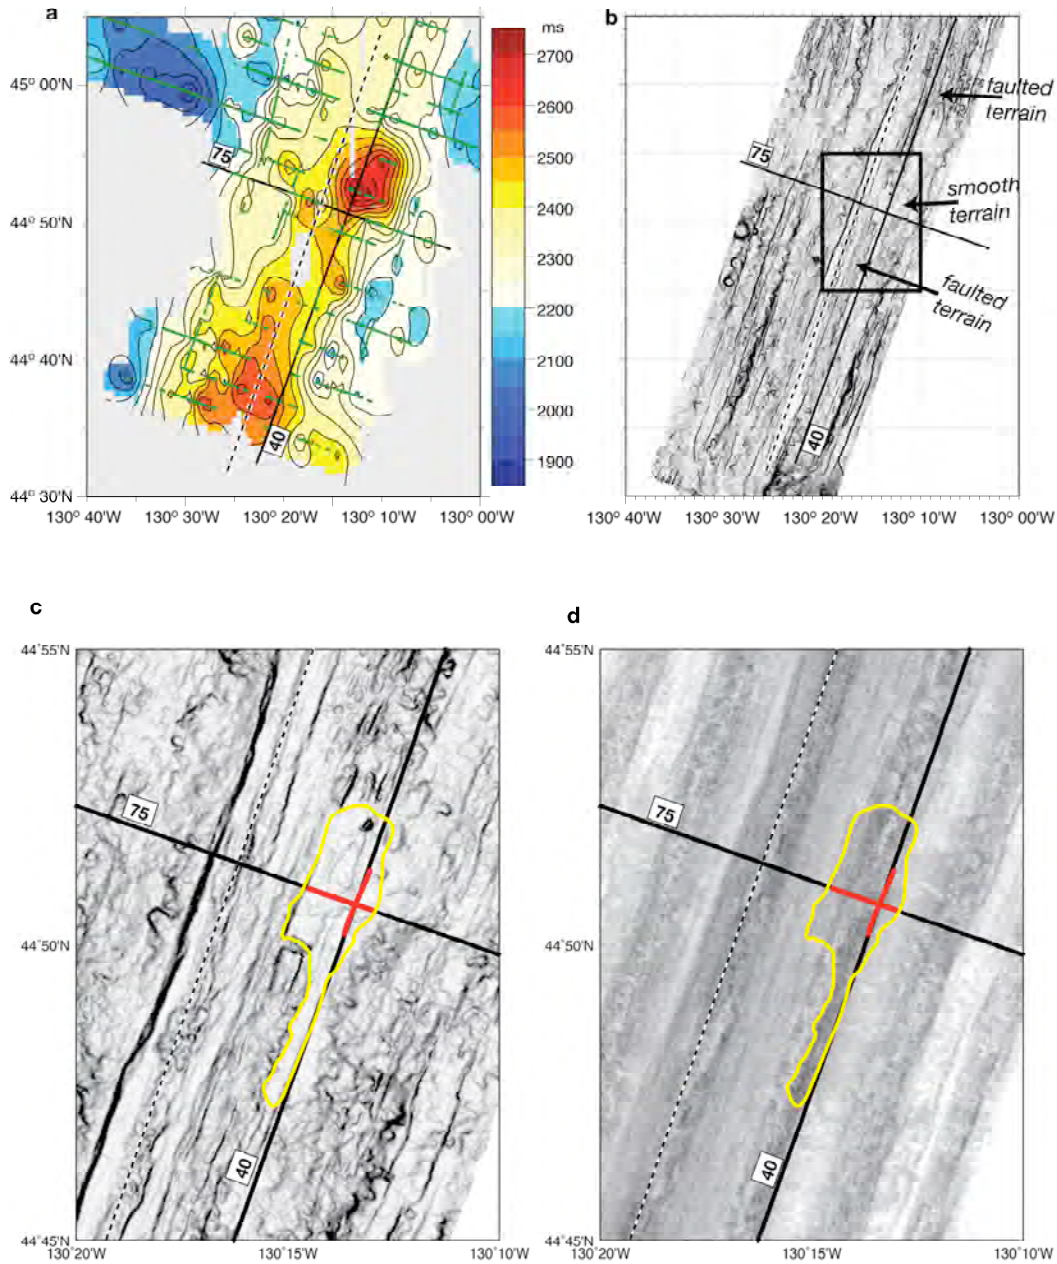 a
ms
2700
2600
2500
2400
2300
2200
2100
2000
1900
45° 00'N
44° 50'N
44° 40'N
44° 30'N
75
40
130° 40'W
130° 30'W
130° 20'W
130° 10'W
130° 00'W
b
faulted
terrain
smooth
terrain
faulted
terrain
75
40
130° 40'W
130° 30'W
130° 20'W
130° 10'W
130° 00'W
c
44°55'N
44°50'N
44°45'N
75
40
130°20'W
130°15'W
130°10'W
d
44°55'N
44°50'N
44°45'N
75
40
130°20'W
130°15'W
130°10'W